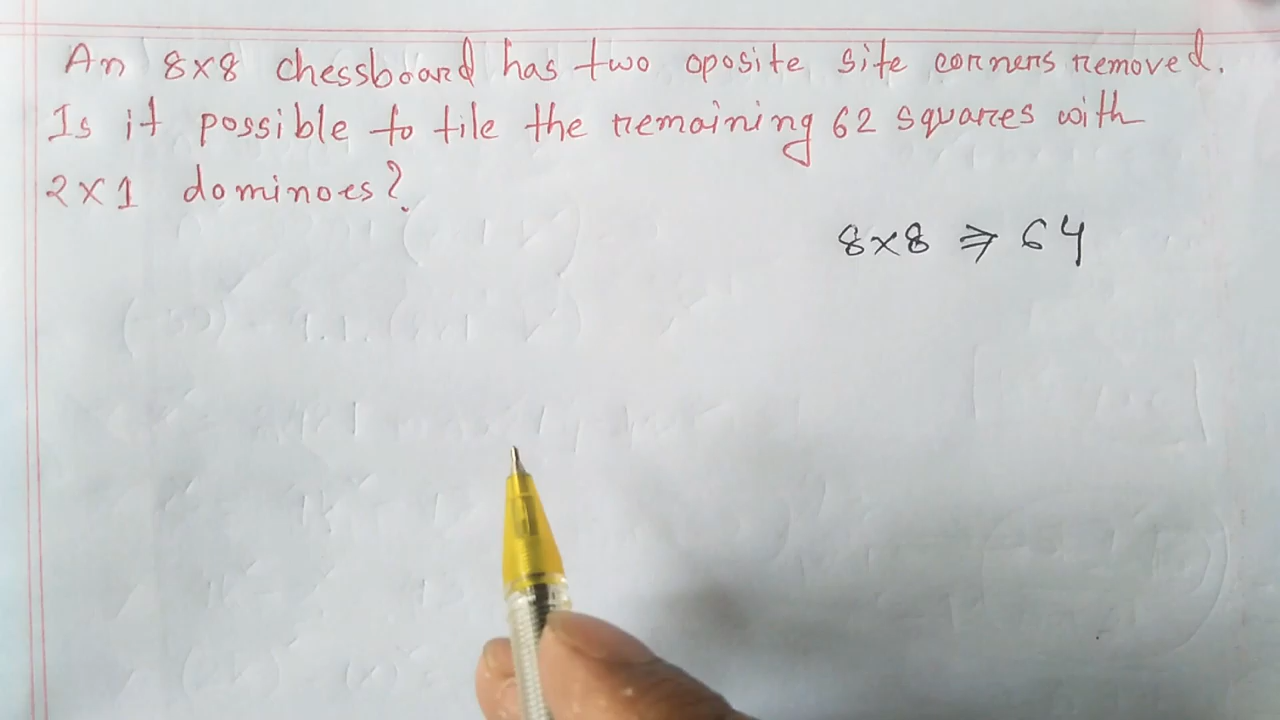 An 8x8 chessboard has two oposite site corners removed.
Is it possible to tile the remaining 62 squares with
2x1 dominoes?
8x8 ⇒ 64